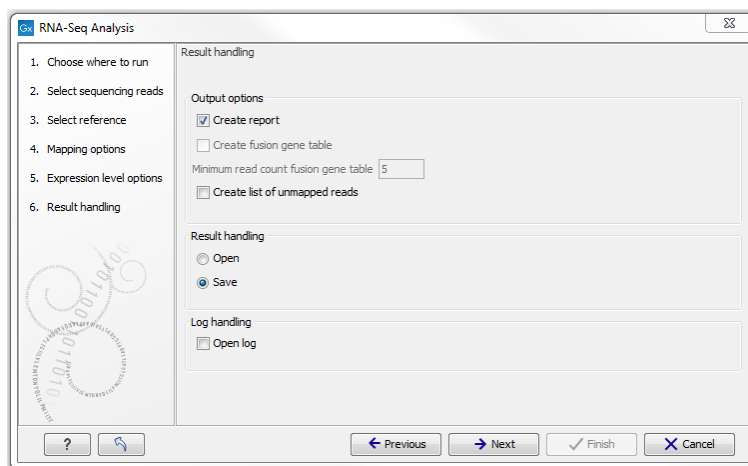 Gx RNA-Seq Analysis
1. Choose where to run
2. Select sequencing reads
3. Select reference
4. Mapping options
5. Expression level options
6. Result handling
Result handling
Output options
Create report
Create fusion gene table
Minimum read count fusion gene table 5
Create list of unmapped reads
Result handling
Open
Save
Log handling
Open log
?
Previous
Next
Finish
Cancel